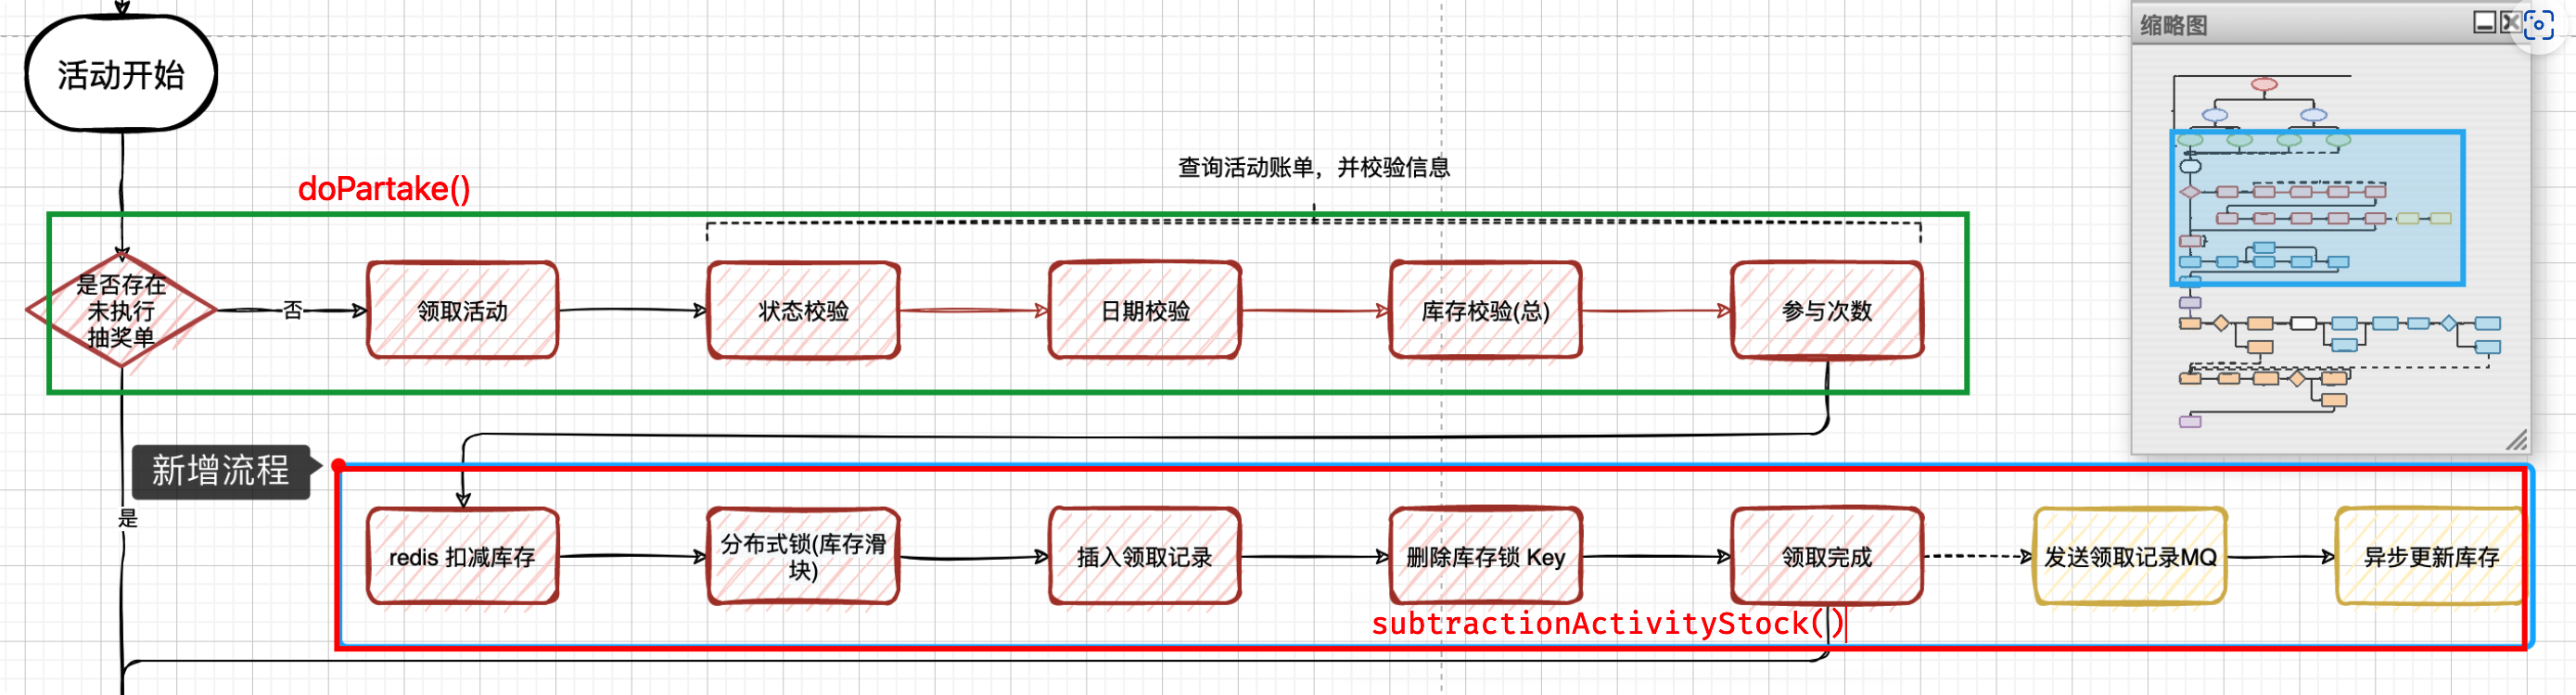 缩略图
活动开始
查询活动账单，并校验信息
doPartake()
是否存在
未执行
抽奖单
否
领取活动
状态校验
日期校验
库存校验(总)
参与次数
新增流程
是
redis 扣减库存
分布式锁(库存滑
块)
插入领取记录
删除库存锁 Key
领取完成
发送领取记录MQ
异步更新库存
subtractionActivityStock()